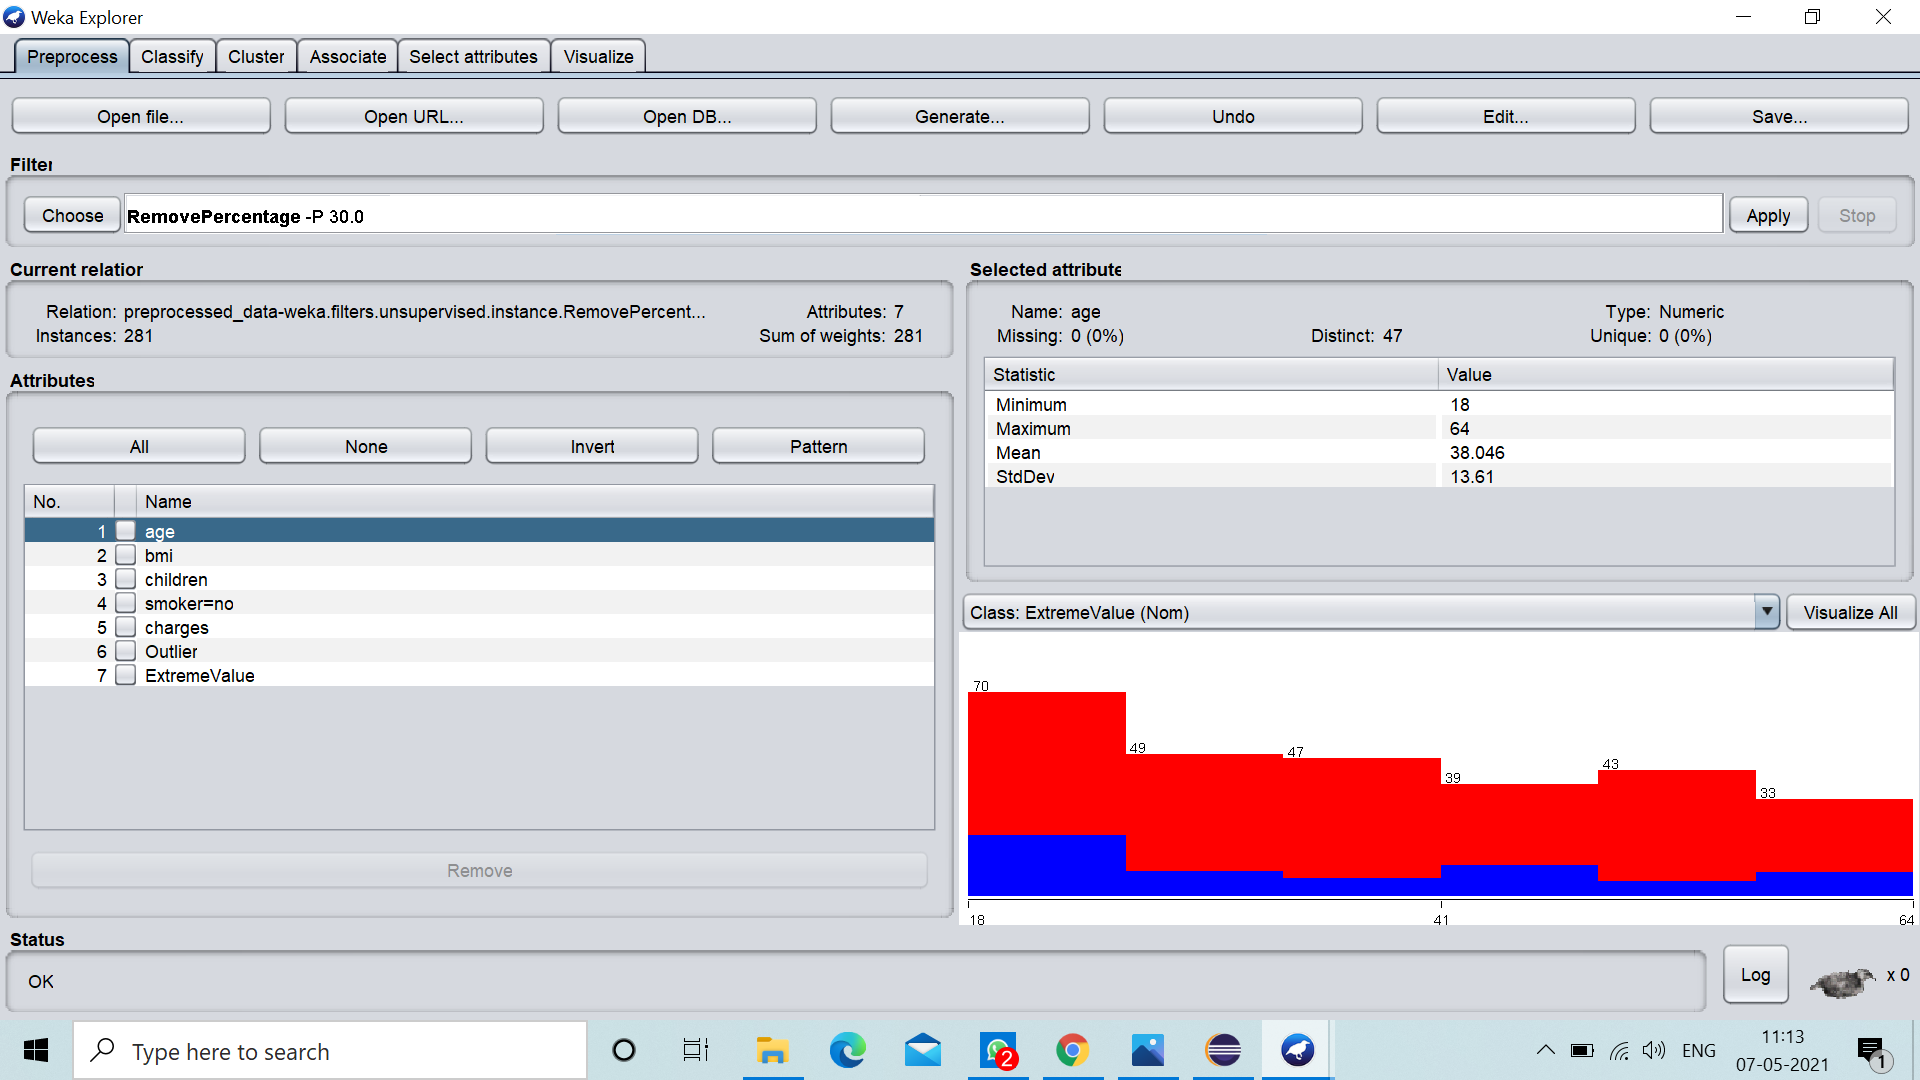 Weka Explorer
Preprocess Classify Cluster Associate Select attributes Visualize
Open file... Open URL... Open DB... Generate... Undo Edit... Save...
Filter
Choose RemovePercentage -P 30.0 Apply Stop
Current relation
Relation: preprocessed_data-weka.filters.unsupervised.instance.RemovePercent... Attributes: 7
Instances: 281 Sum of weights: 281
Attributes
All None Invert Pattern
No. Name
1 age
2 bmi
3 children
4 smoker=no
5 charges
6 Outlier
7 ExtremeValue
Remove
Selected attribute
Name: age Type: Numeric
Missing: 0 (0%) Distinct: 47 Unique: 0 (0%)
Statistic Value
Minimum 18
Maximum 64
Mean 38.046
StdDev 13.61
Class: ExtremeValue (Nom) Visualize All
70
49
47
39
43
33
18 41 64
Status
OK
Log x 0
Type here to search
2
ENG
11:13
07-05-2021
1